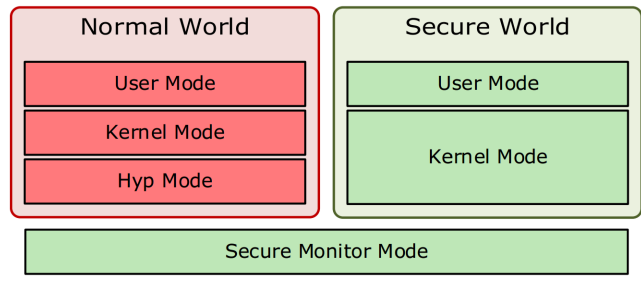 Normal World
User Mode
Kernel Mode
Hyp Mode
Secure World
User Mode
Kernel Mode
Secure Monitor Mode